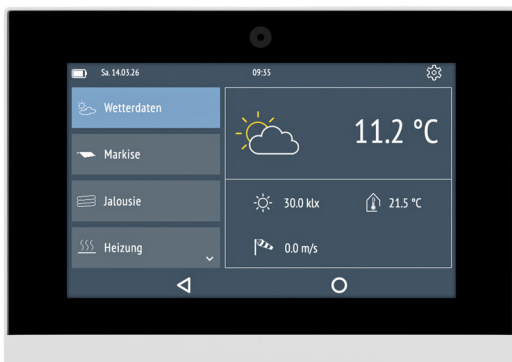 Sa. 14.03.26
09:35
Wetterdaten
11.2 °C
Markise
Jalousie
30.0 klx
21.5 °C
Heizung
0.0 m/s